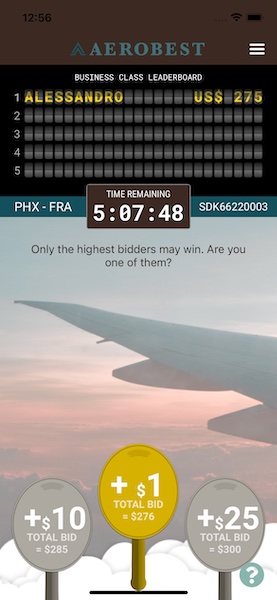 12:56
AEROBEST
BUSINESS CLASS LEADERBOARD
1 ALESSANDRO US$ 275
2
3
4
5
TIME REMAINING
PHX - FRA 5:07:48 SDK66220003
Only the highest bidders may win. Are you
one of them?
+$10
TOTAL BID
= $285
+ $1
TOTAL BID
= $276
+$25
TOTAL BID
= $300
?